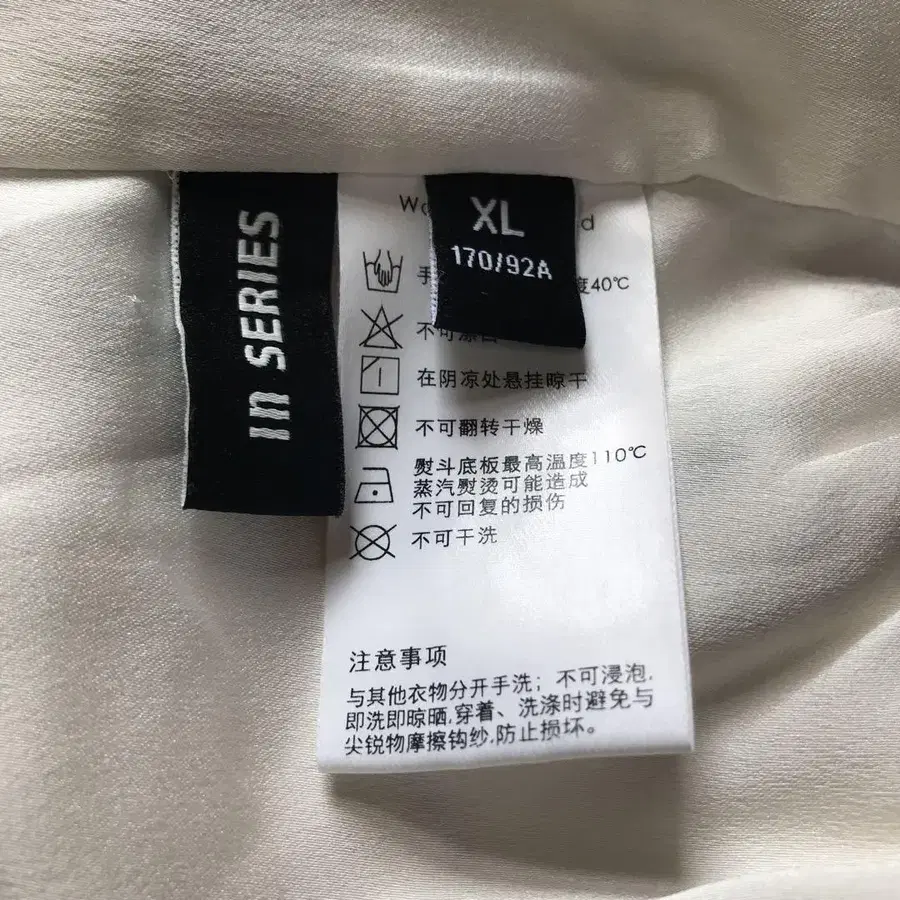 In SERIES
XL
170/92A
度40℃
不可
在阴凉处悬挂晾干
不可翻转干燥
熨斗底板最高温度110℃
蒸汽熨烫可能造成
不可回复的损伤
不可干洗
注意事项
与其他衣物分开手洗；不可浸泡，
即洗即晾晒，穿着、洗涤时避免与
尖锐物摩擦钩纱，防止损坏。